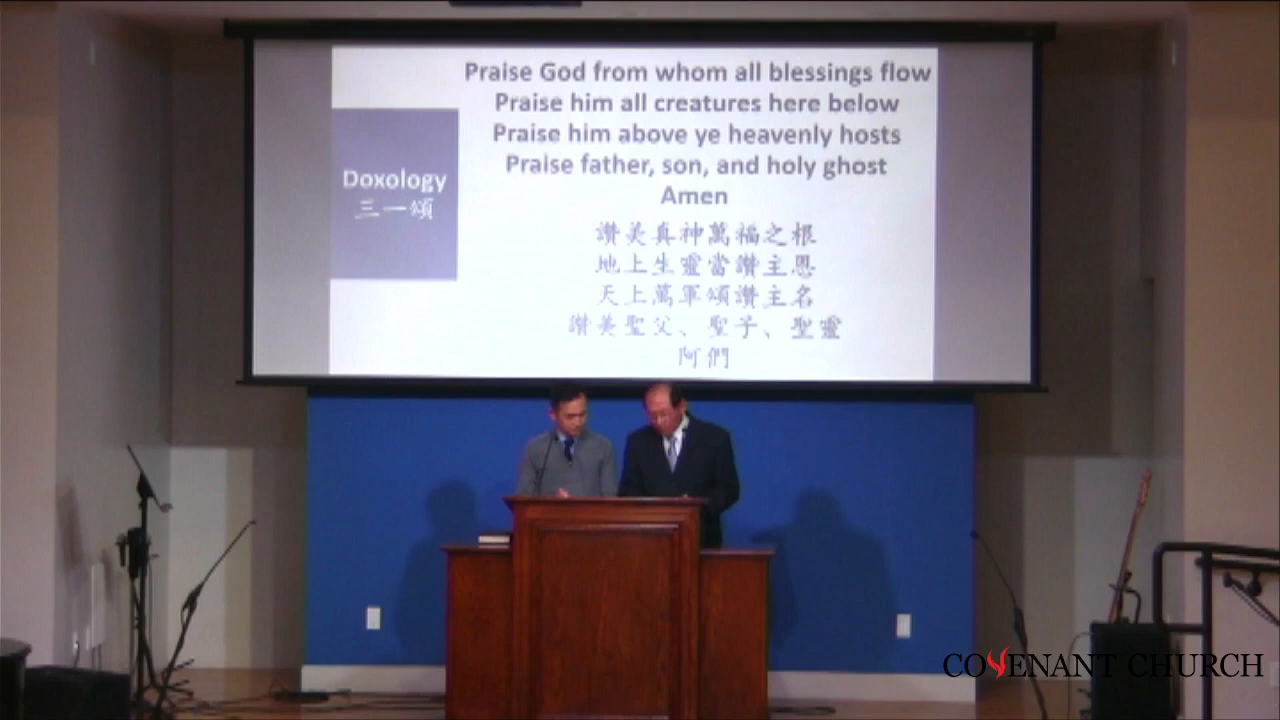 Praise God from whom all blessings flow
Praise him all creatures here below
Praise him above ye heavenly hosts
Praise father, son, and holy ghost
Amen
Doxology
三一頌
讚美真神萬福之根
地上生靈當讚主恩
天上萬軍頌讚主名
讚美聖父、聖子、聖靈
阿們
COVENANT CHURCH